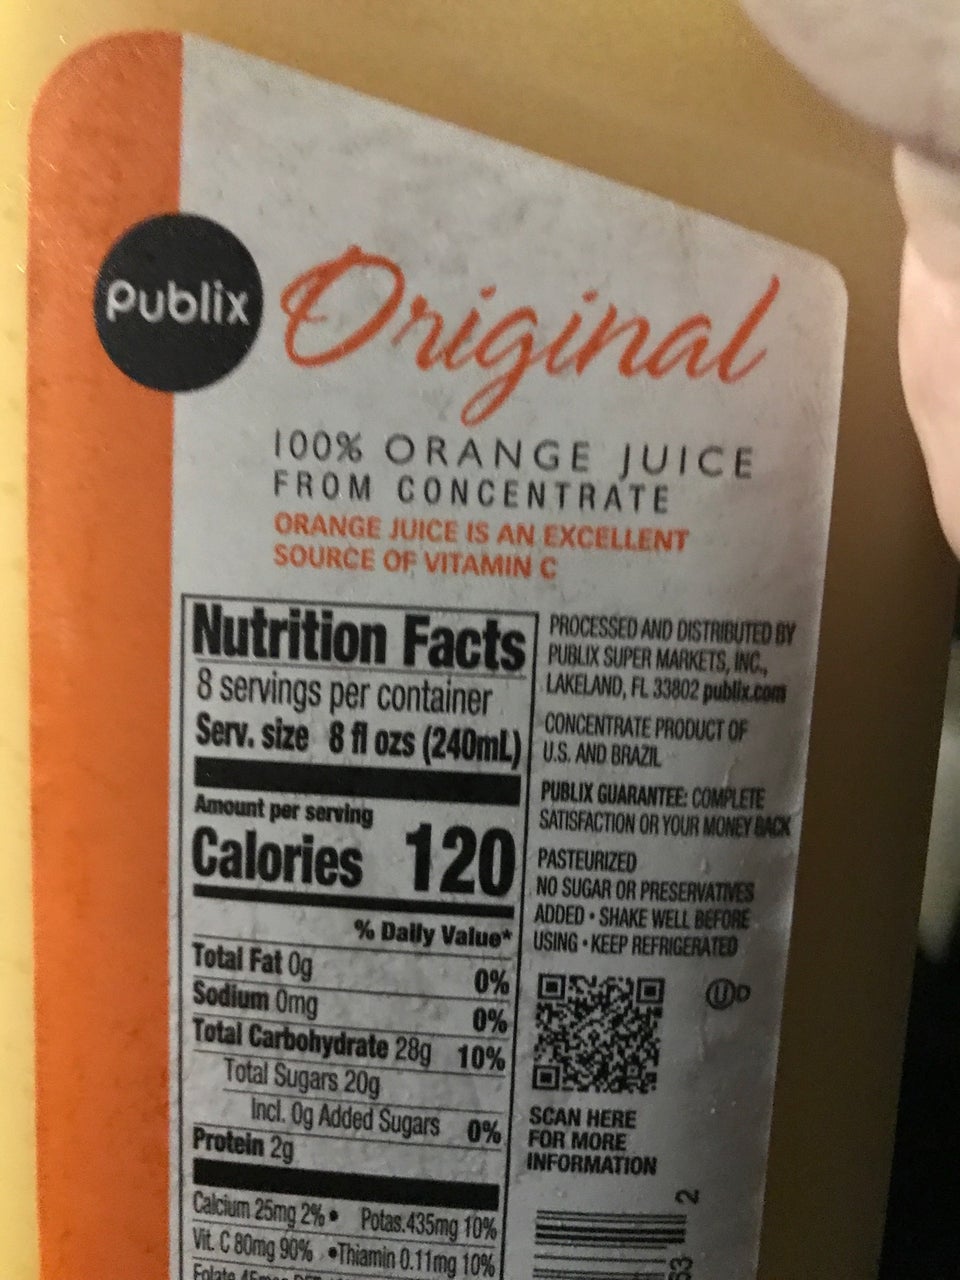 Publix
Original
100% ORANGE JUICE
FROM CONCENTRATE
ORANGE JUICE IS AN EXCELLENT
SOURCE OF VITAMIN C
Nutrition Facts
8 servings per container
Serv. size 8 fl ozs (240mL)
Amount per serving
Calories 120
% Daily Value*
Total Fat 0g 0%
Sodium 0mg 0%
Total Carbohydrate 28g 10%
Total Sugars 20g
Incl. 0g Added Sugars 0%
Protein 2g
Calcium 25mg 2% • Potas. 435mg 10%
Vit. C 80mg 90% • Thiamin 0.11mg 10%
Folate
PROCESSED AND DISTRIBUTED BY
PUBLIX SUPER MARKETS, INC.,
LAKELAND, FL 33802 publix.com
CONCENTRATE PRODUCT OF
U.S. AND BRAZIL
PUBLIX GUARANTEE: COMPLETE
SATISFACTION OR YOUR MONEY BACK
PASTEURIZED
NO SUGAR OR PRESERVATIVES
ADDED • SHAKE WELL BEFORE
USING • KEEP REFRIGERATED
U D
SCAN HERE
FOR MORE
INFORMATION
2